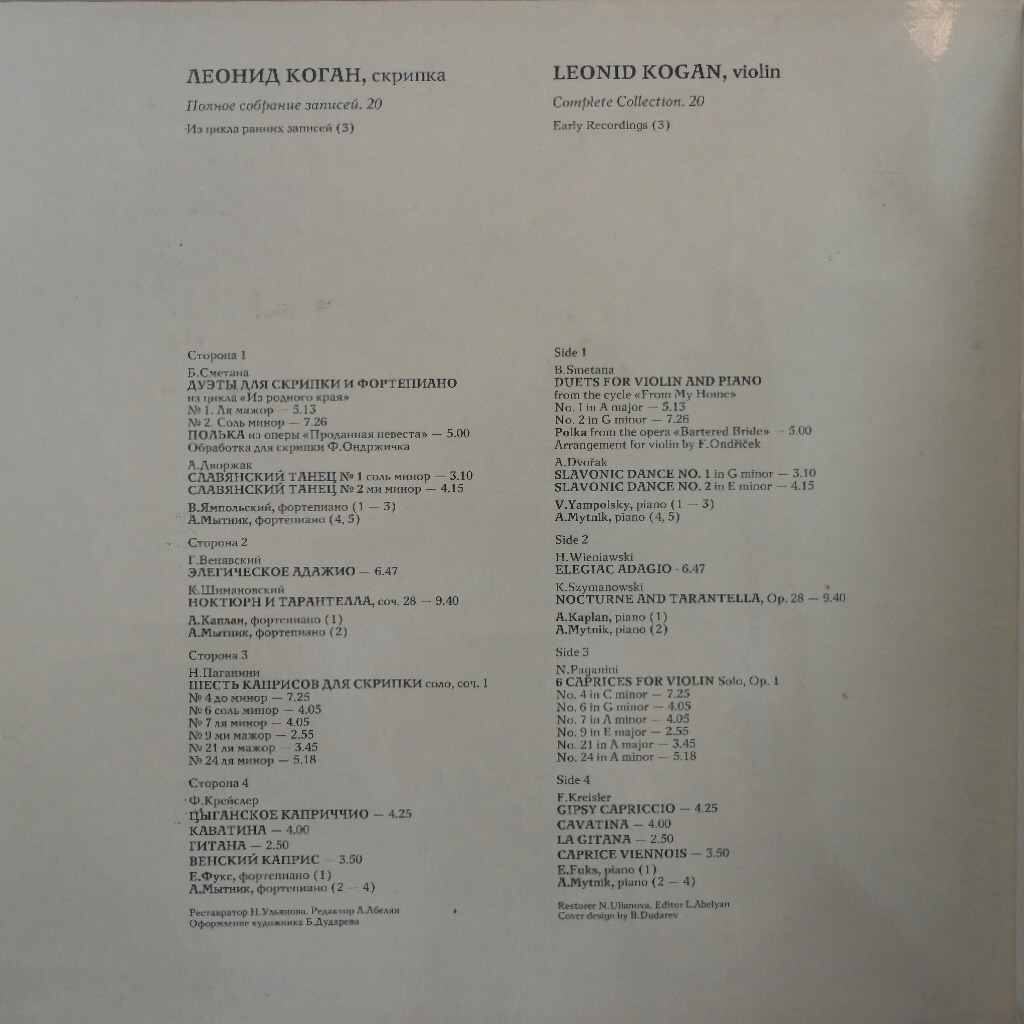 ЛЕОНИД КОГАН, скрипка
Полное собрание записей. 20
Из цикла ранних записей (3)
Сторона 1
Б.Сметана
ДУЭТЫ ДЛЯ СКРИПКИ И ФОРТЕПИАНО
из цикла «Из родного края»
№ 1. Ля мажор — 5.13
№ 2. Соль минор — 7.26
ПОЛЬКА из оперы «Проданная невеста» — 5.00
Обработка для скрипки Ф.Ондржичка
А.Дворжак
СЛАВЯНСКИЙ ТАНЕЦ № 1 соль минор — 3.10
СЛАВЯНСКИЙ ТАНЕЦ № 2 ми минор — 4.15
В.Ямпольский, фортепиано (1 — 3)
А.Мытник, фортепиано (4, 5)
Сторона 2
Г.Венявский
ЭЛЕГИЧЕСКОЕ АДАЖИО — 6.47
К.Шимановский
НОКТЮРН И ТАРАНТЕЛЛА, соч. 28 — 9.40
А.Каплан, фортепиано (1)
А.Мытник, фортепиано (2)
Сторона 3
Н.Паганини
ШЕСТЬ КАПРИСОВ ДЛЯ СКРИПКИ соло, соч. 1
№ 4 до минор — 7.25
№ 6 соль минор — 4.05
№ 7 ля минор — 4.05
№ 9 ми мажор — 2.55
№ 21 ля мажор — 3.45
№ 24 ля минор — 5.18
Сторона 4
Ф.Крейслер
ЦЫГАНСКОЕ КАПРИЧЧИО — 4.25
КАВАТИНА — 4.00
ГИТАНА — 2.50
ВЕНСКИЙ КАПРИС — 3.50
Е.Фукс, фортепиано (1)
А.Мытник, фортепиано (2 — 4)
Реставратор Н.Ульянова. Редактор Л.Абелян
Оформление художника Б.Дударева
LEONID KOGAN, violin
Complete Collection. 20
Early Recordings (3)
Side 1
B.Smetana
DUETS FOR VIOLIN AND PIANO
from the cycle «From My Home»
No. 1 in A major — 5.13
No. 2 in G minor — 7.26
Polka from the opera «Bartered Bride» — 5.00
Arrangement for violin by F.Ondříček
A.Dvořak
SLAVONIC DANCE NO. 1 in G minor — 3.10
SLAVONIC DANCE NO. 2 in E minor — 4.15
V.Yampolsky, piano (1 — 3)
A.Mytnik, piano (4, 5)
Side 2
H.Wieniawski
ELEGIAC ADAGIO - 6.47
K.Szymanowski
NOCTURNE AND TARANTELLA, Op. 28 — 9.40
A.Kaplan, piano (1)
A.Mytnik, piano (2)
Side 3
N.Paganini
6 CAPRICES FOR VIOLIN Solo, Op. 1
No. 4 in C minor — 7.25
No. 6 in G minor — 4.05
No. 7 in A minor — 4.05
No. 9 in E major — 2.55
No. 21 in A major — 3.45
No. 24 in A minor — 5.18
Side 4
F.Kreisler
GIPSY CAPRICCIO — 4.25
CAVATINA — 4.00
LA GITANA — 2.50
CAPRICE VIENNOIS — 3.50
E.Fuks, piano (1)
A.Mytnik, piano (2 — 4)
Restorer N.Ulianova. Editor L.Abelyan
Cover design by B.Dudarev